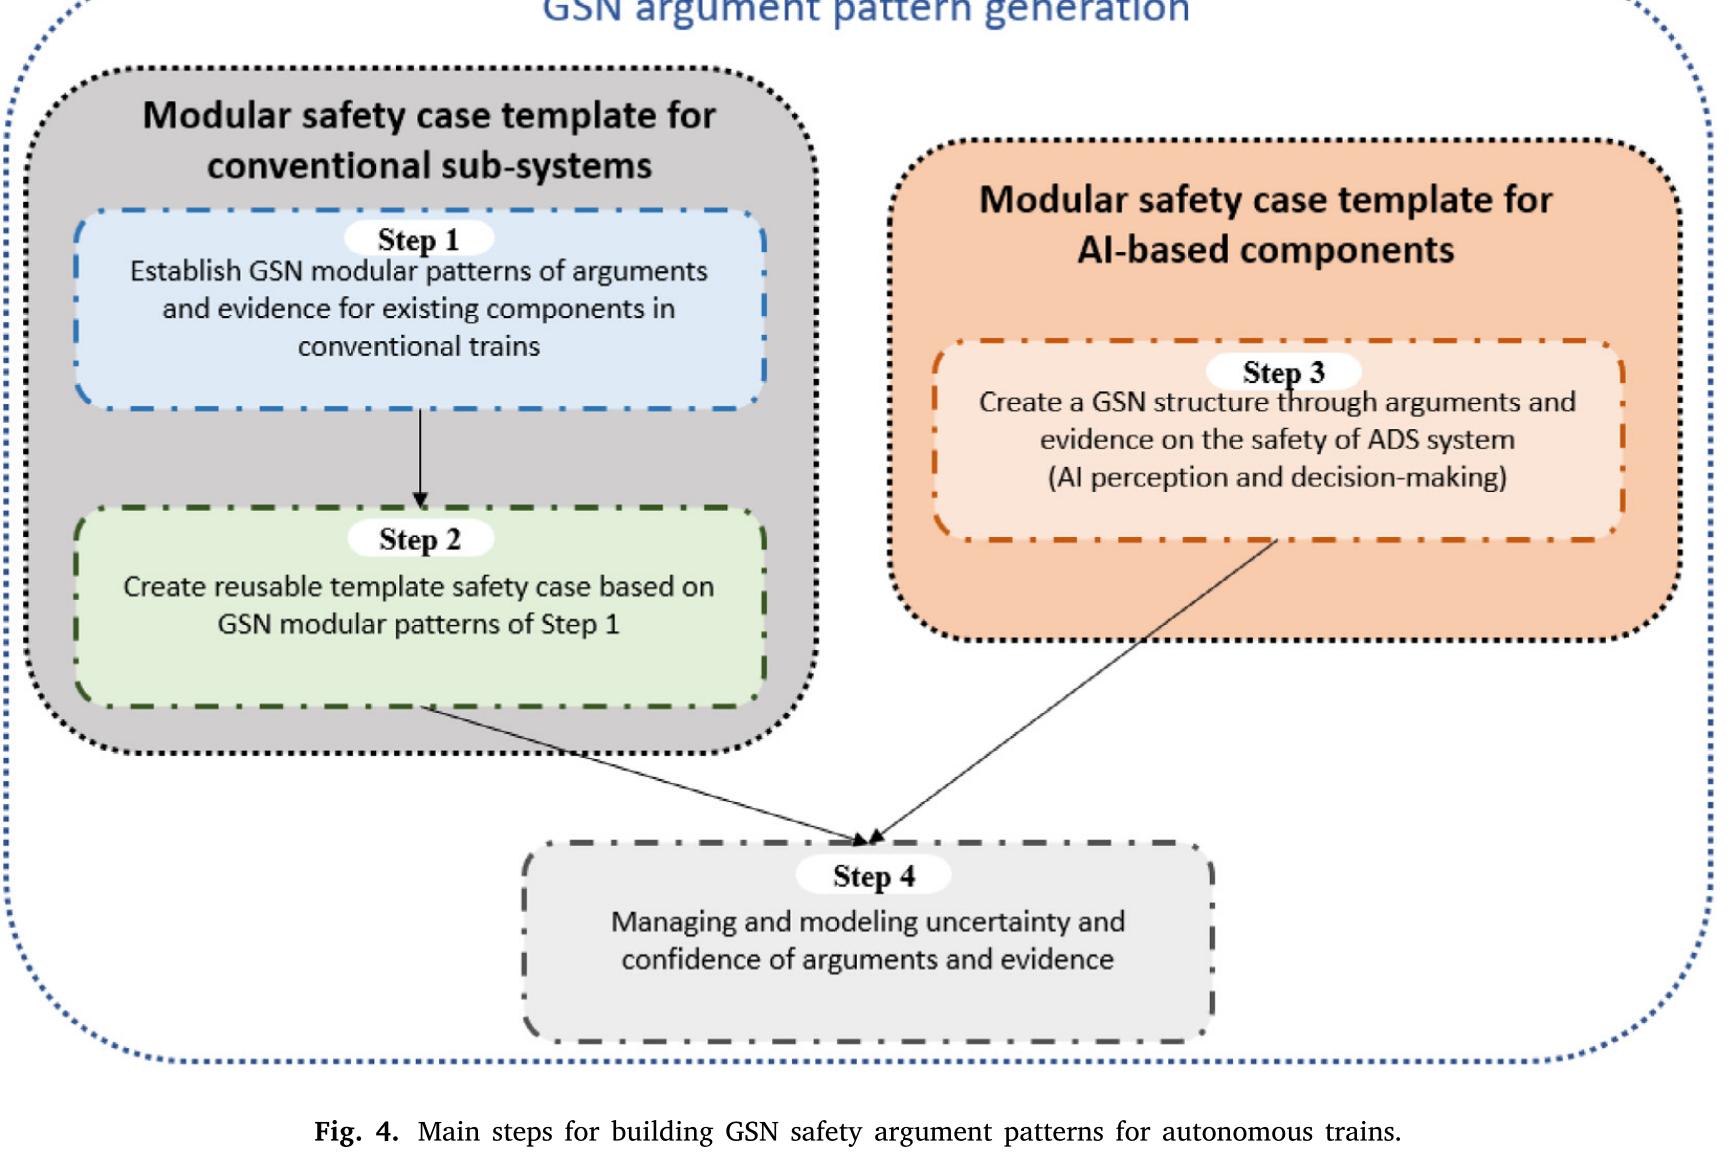 GSN argument pattern generation
Modular safety case template for
conventional sub-systems
Step 1
Establish GSN modular patterns of arguments
and evidence for existing components in
conventional trains
Step 2
Create reusable template safety case based on
GSN modular patterns of Step 1
Modular safety case template for
AI-based components
Step 3
Create a GSN structure through arguments and
evidence on the safety of ADS system
(AI perception and decision-making)
Step 4
Managing and modeling uncertainty and
confidence of arguments and evidence
Fig. 4. Main steps for building GSN safety argument patterns for autonomous trains.